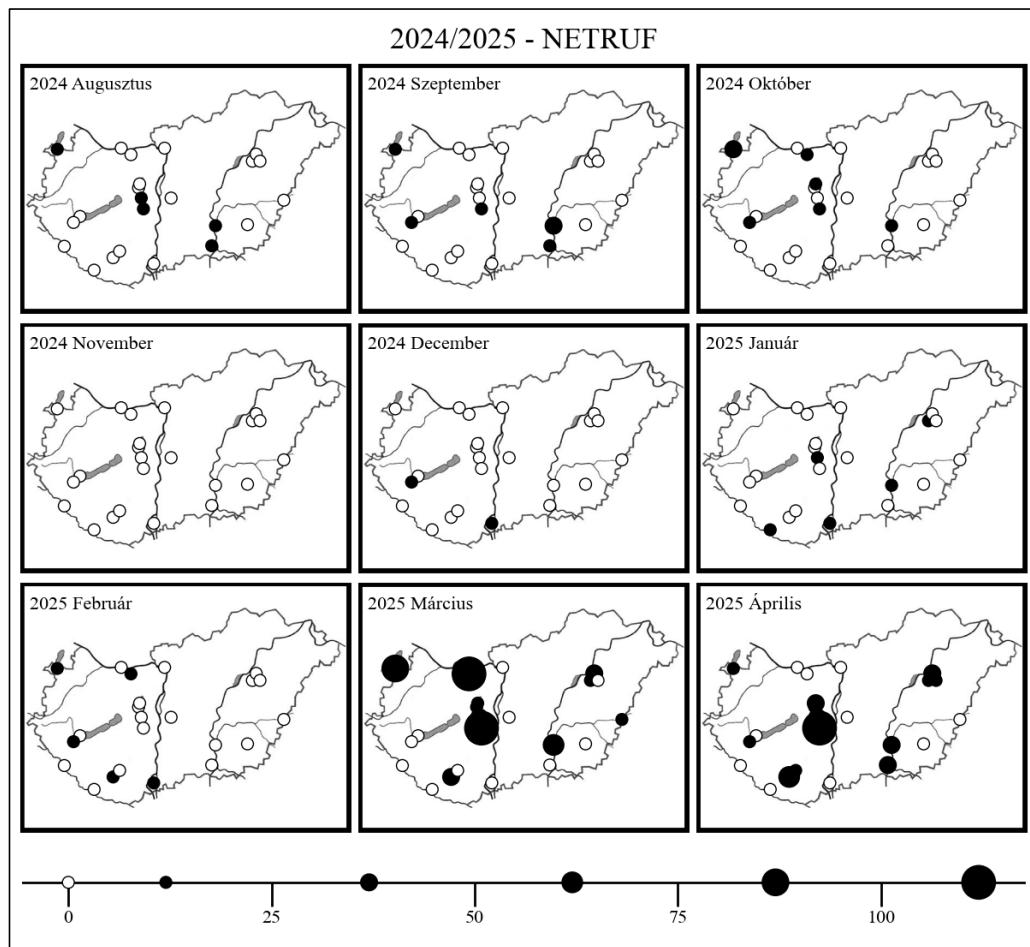 2024/2025 - NETRUF
2024 Augusztus
2024 Szeptember
2024 Október
2024 November
2024 December
2025 Január
2025 Február
2025 Március
2025 Április
0 25 50 75 100